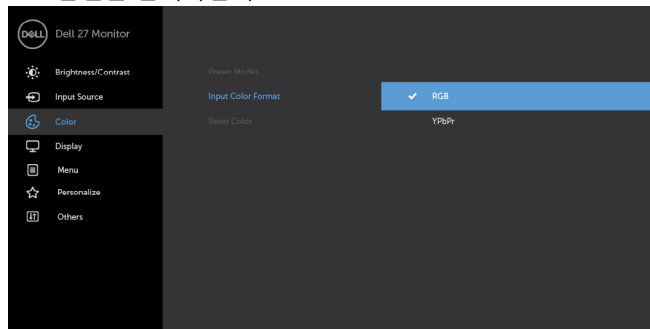 DELL Dell 27 Monitor
Brightness/Contrast Preset Modes
Input Source Input Color Format ✓ RGB
Color Reset Color YPbPr
Display
Menu
Personalize
Others